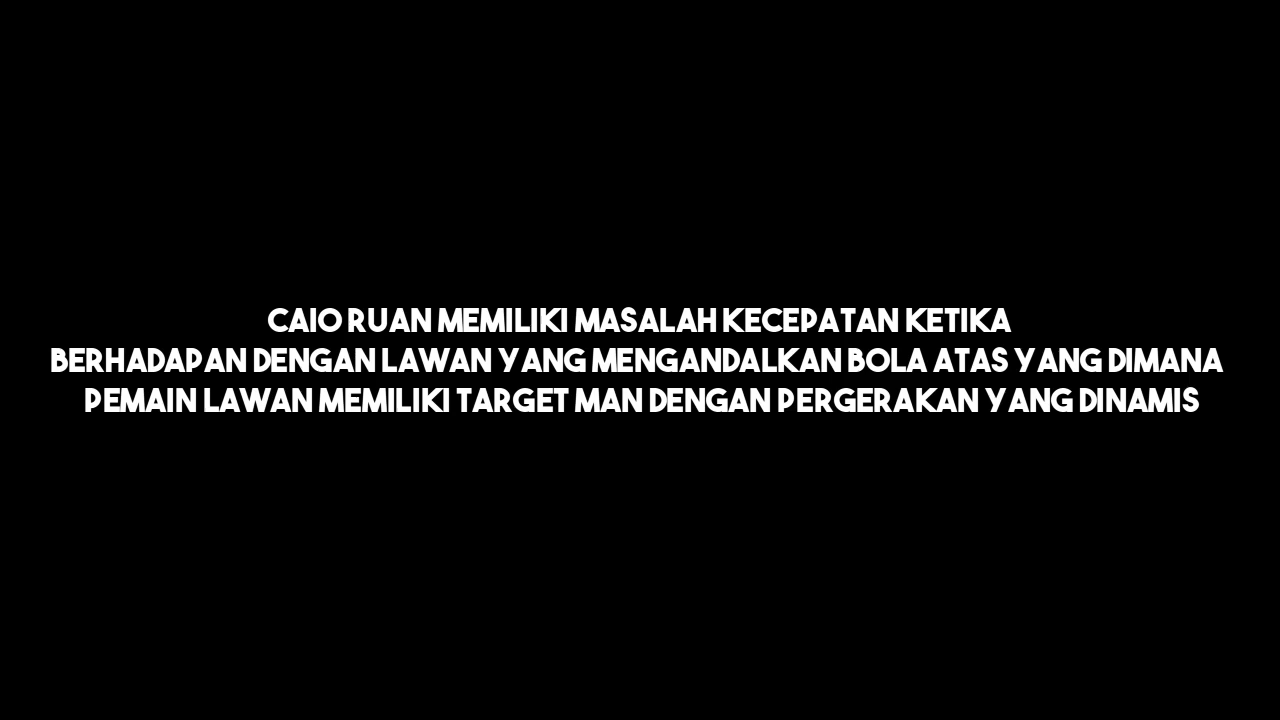 CAIO RUAN MEMILIKI MASALAH KECEPATAN KETIKA
BERHADAPAN DENGAN LAWAN YANG MENGANDALKAN BOLA ATAS YANG DIMANA
PEMAIN LAWAN MEMILIKI TARGET MAN DENGAN PERGERAKAN YANG DINAMIS